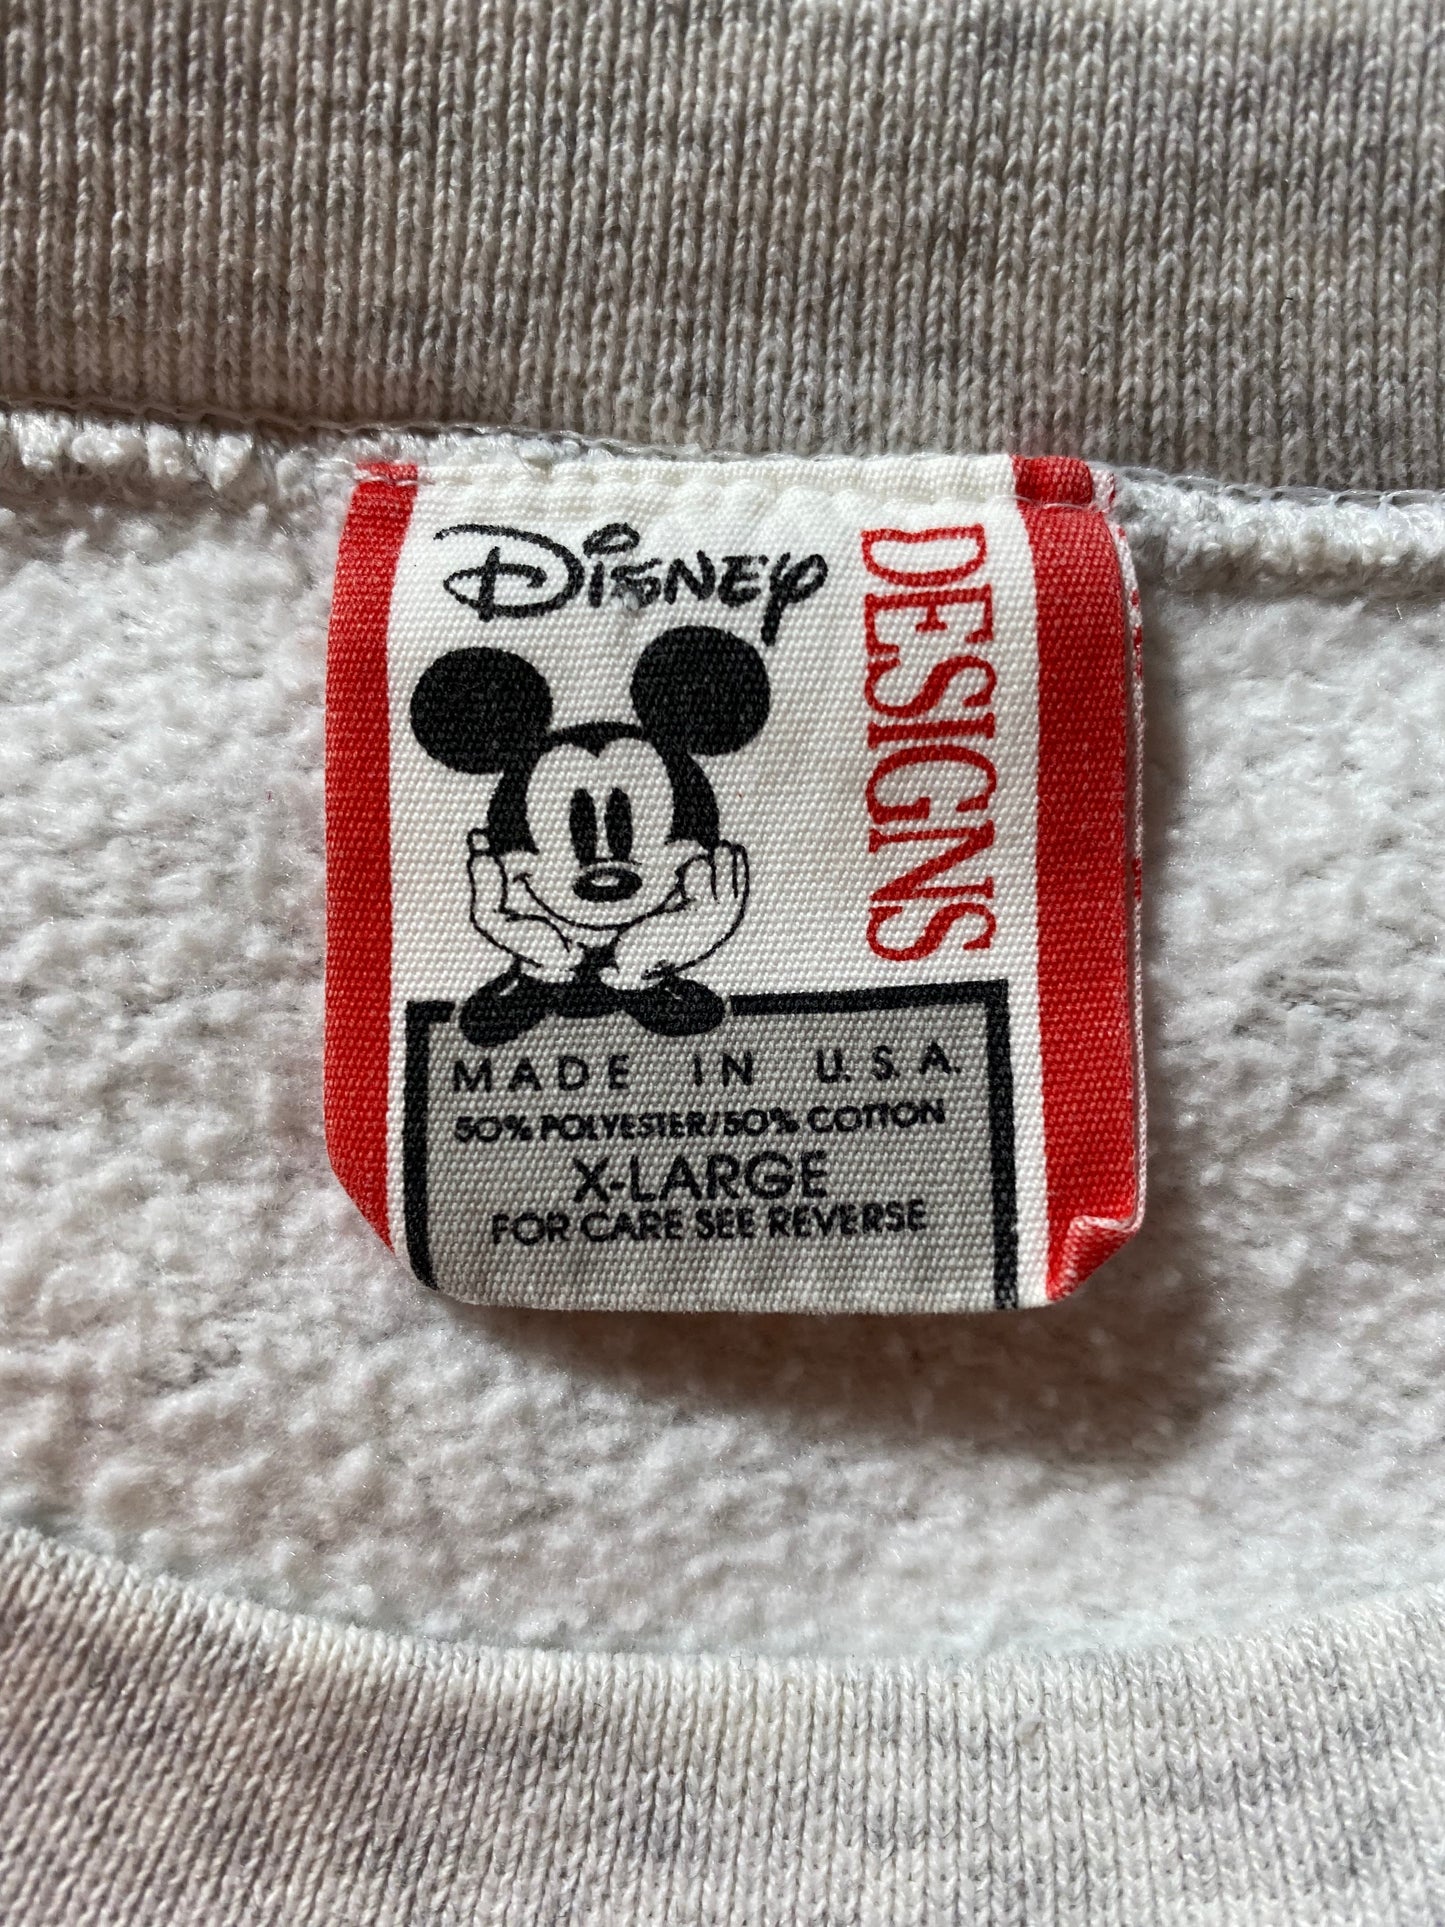 Disney
DESIGNS
MADE IN U.S.A.
50% POLYESTER/50% COTTON
X-LARGE
FOR CARE SEE REVERSE